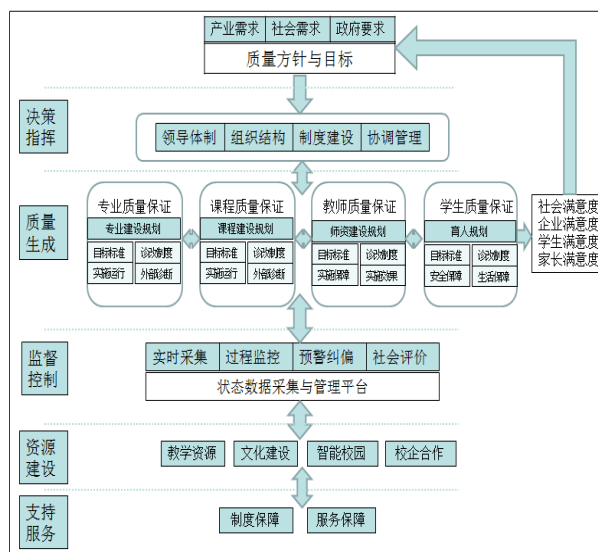 产业需求 社会需求 政府要求
质量方针与目标
决策
指挥
领导体制 组织结构 制度建设 协调管理
质量
生成
专业质量保证 课程质量保证 教师质量保证 学生质量保证
专业建设规划 课程建设规划 师资建设规划 育人规划
目标标准 诊改制度 目标标准 诊改制度 目标标准 诊改制度 目标标准 诊改制度
实施运行 外部诊断 实施运行 外部诊断 实施保障 实施效果 安全保障 生活保障
社会满意度
企业满意度
学生满意度
家长满意度
监督
控制
实时采集 过程监控 预警纠偏 社会评价
状态数据采集与管理平台
资源
建设
教学资源 文化建设 智能校园 校企合作
支持
服务
制度保障 服务保障